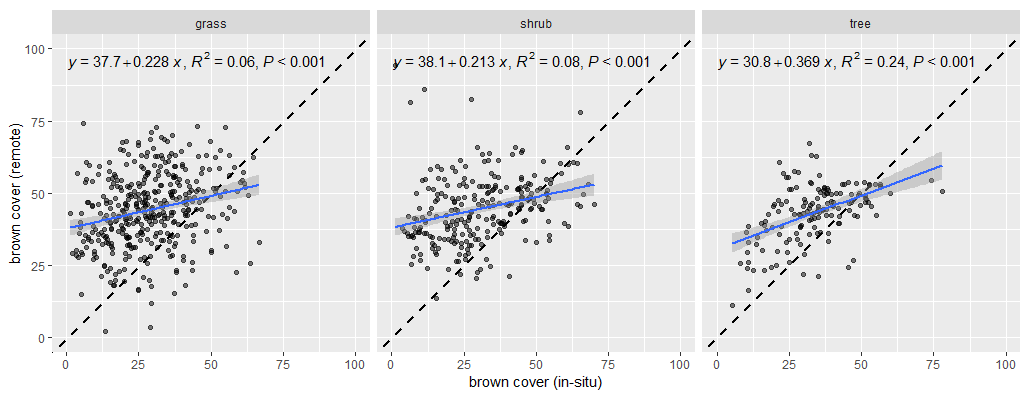 grass shrub tree
y = 37.7 + 0.228 x, R² = 0.06, P < 0.001 y = 38.1 + 0.213 x, R² = 0.08, P < 0.001 y = 30.8 + 0.369 x, R² = 0.24, P < 0.001
100
75
50
25
0
brown cover (remote)
0 25 50 75 100 0 25 50 75 100 0 25 50 75 100
brown cover (in-situ)